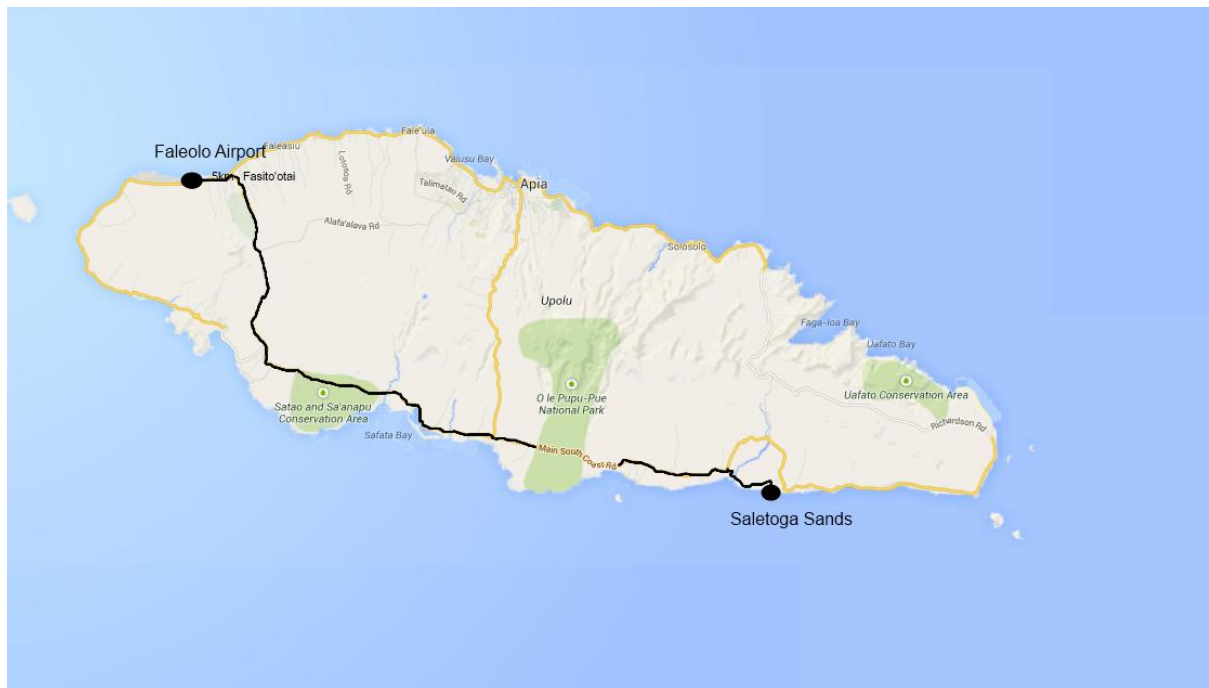 Fale'ula
Faleasiu
Faleolo Airport
Vaiusu Bay
Lotosoa Rd
5km - Fasito'otai
Talimatau Rd
Apia
Alafa'alava Rd
Solosolo
Upolu
Faga-loa Bay
Uafato Bay
Uafato Conservation Area
O le Pupu-Pue
National Park
Satao and Sa'anapu
Conservation Area
Richardson Rd
Safata Bay
Main South Coast Rd
Saletoga Sands